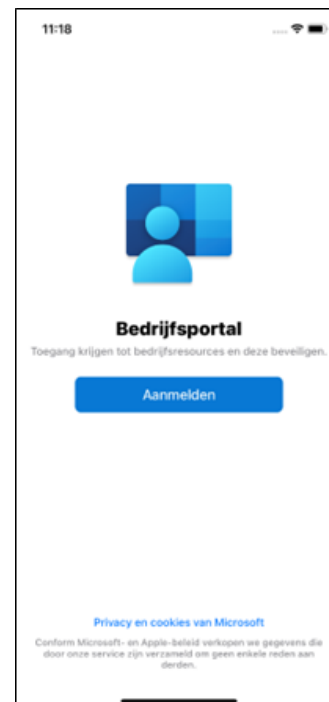 11:18
Bedrijfsportal
Toegang krijgen tot bedrijfsresources en deze beveiligen.
Aanmelden
Privacy en cookies van Microsoft
Conform Microsoft- en Apple-beleid verkopen we gegevens die
door onze service zijn verzameld om geen enkele reden aan
derden.